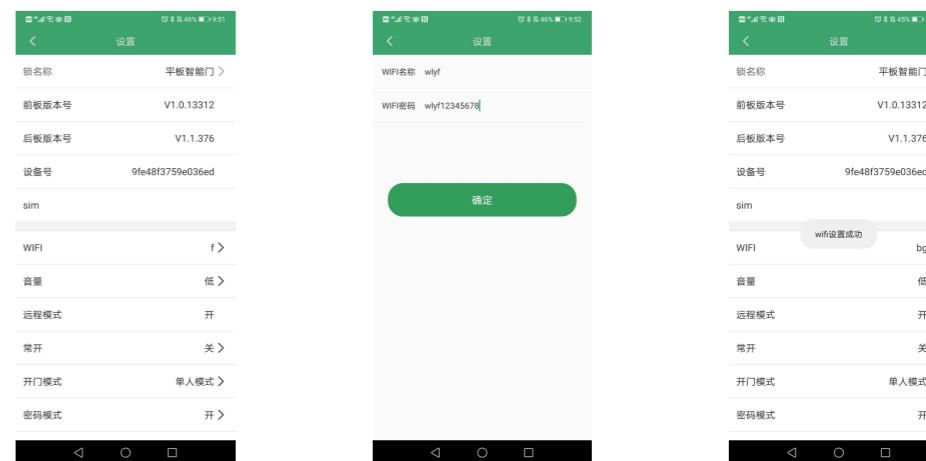 46% 9:51
设置
锁名称 平板智能门
前板版本号 V1.0.13312
后板版本号 V1.1.376
设备号 9fe48f3759e036ed
sim
WIFI f
音量 低
远程模式 开
常开 关
开门模式 单人模式
密码模式 开
46% 9:52
设置
WIFI名称 wlyf
WIFI密码 wlyf12345678
确定
45%
设置
锁名称 平板智能门
前板版本号 V1.0.13312
后板版本号 V1.1.376
设备号 9fe48f3759e036ed
sim
wifi设置成功
WIFI bg
音量 低
远程模式 开
常开 关
开门模式 单人模式
密码模式 开